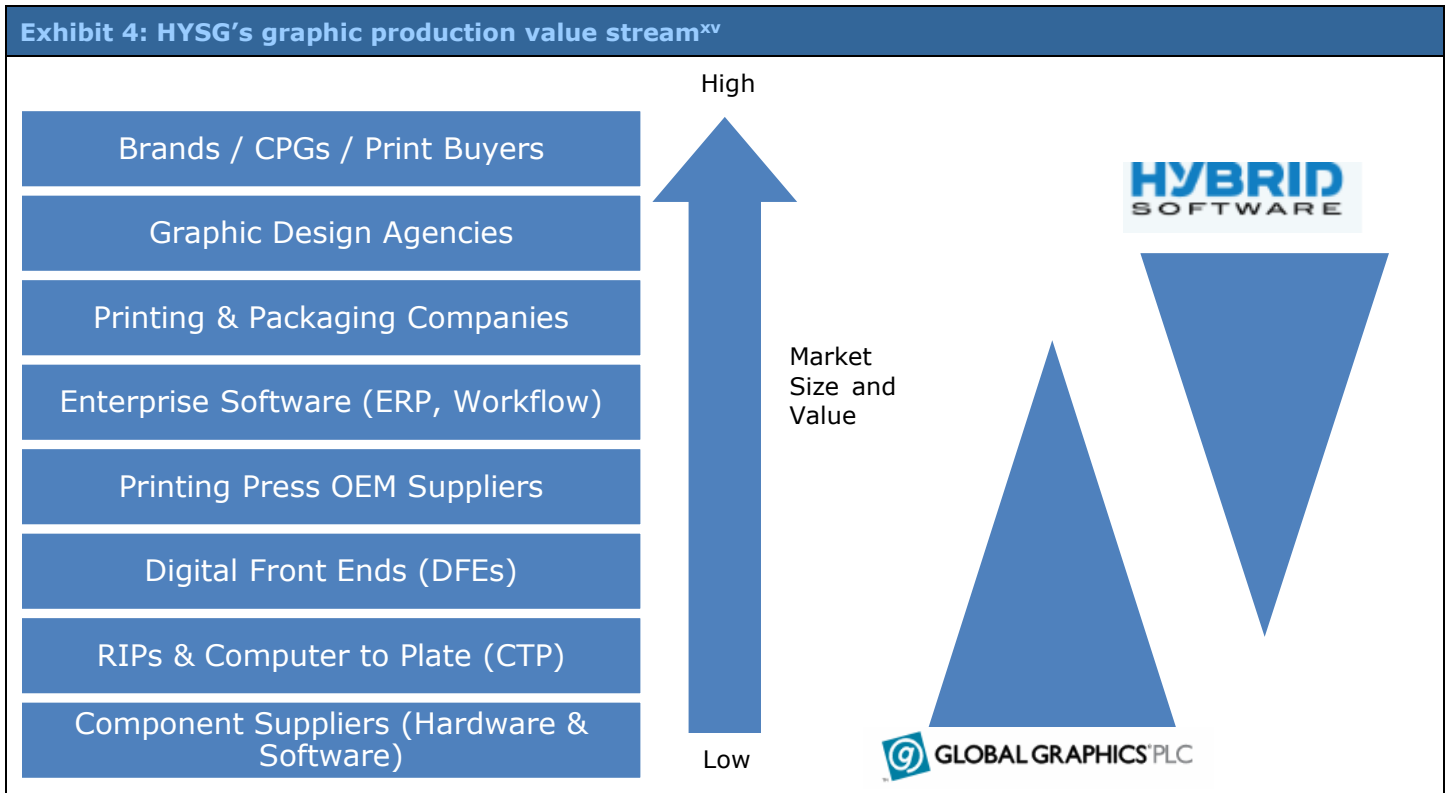 Exhibit 4: HYSG's graphic production value stream^xv
High
Brands / CPGs / Print Buyers
Graphic Design Agencies
Printing & Packaging Companies
Enterprise Software (ERP, Workflow)
Printing Press OEM Suppliers
Digital Front Ends (DFEs)
RIPs & Computer to Plate (CTP)
Component Suppliers (Hardware &
Software)
Market
Size and
Value
Low
HYBRID
SOFTWARE
g GLOBAL GRAPHICS PLC